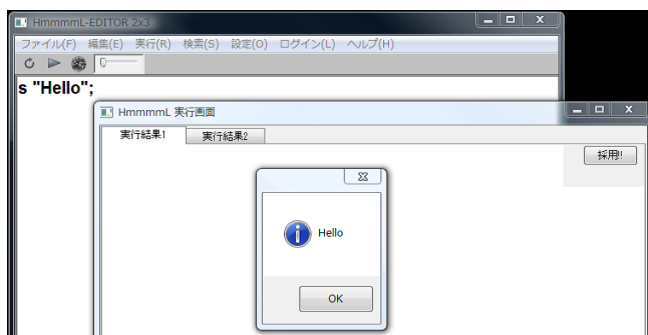 HmmmmL-EDITOR 2x3
ファイル(F) 編集(E) 実行(R) 検索(S) 設定(O) ログイン(L) ヘルプ(H)
s "Hello";
HmmmmL 実行画面
実行結果1 実行結果2
採用!!
Hello
OK